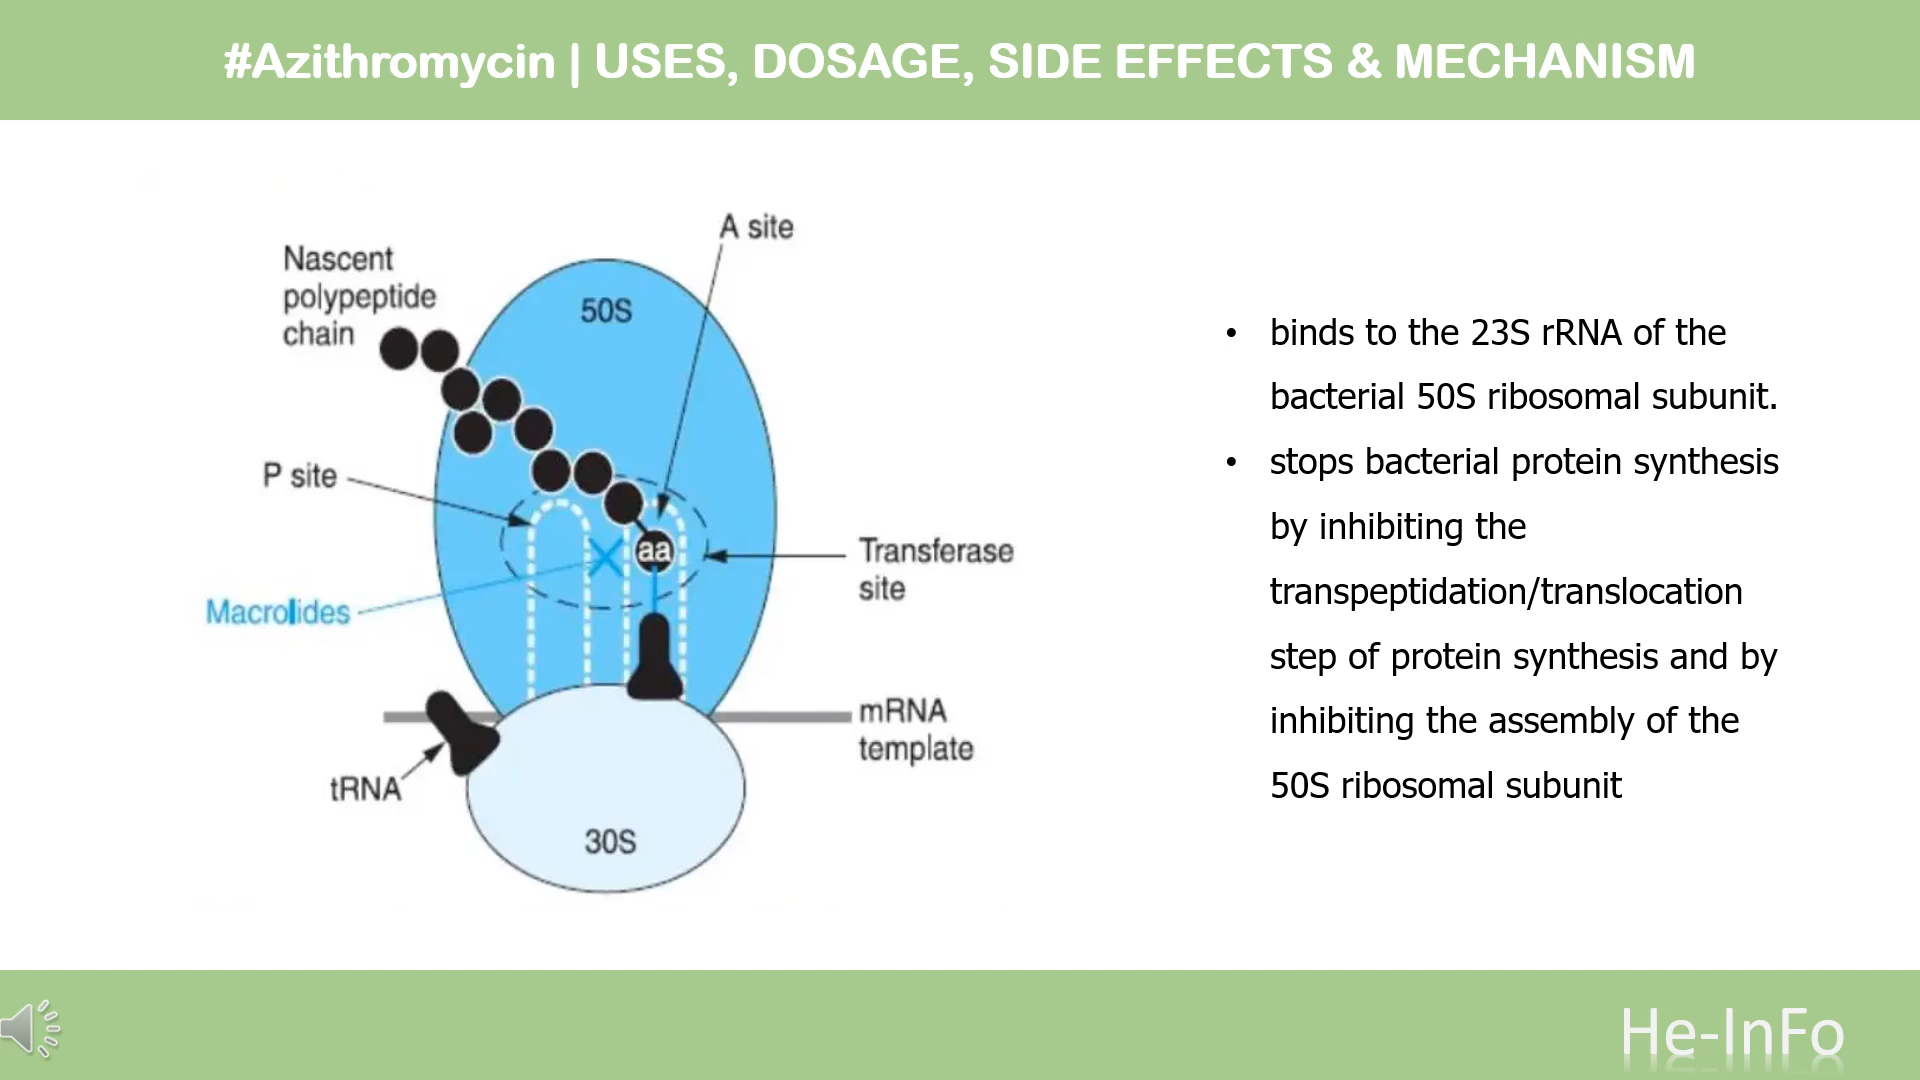 #Azithromycin | USES, DOSAGE, SIDE EFFECTS & MECHANISM
A site
Nascent
polypeptide
chain
50S
P site
aa
Transferase
site
Macrolides
mRNA
template
tRNA
30S
• binds to the 23S rRNA of the
bacterial 50S ribosomal subunit.
• stops bacterial protein synthesis
by inhibiting the
transpeptidation/translocation
step of protein synthesis and by
inhibiting the assembly of the
50S ribosomal subunit
He-InFo